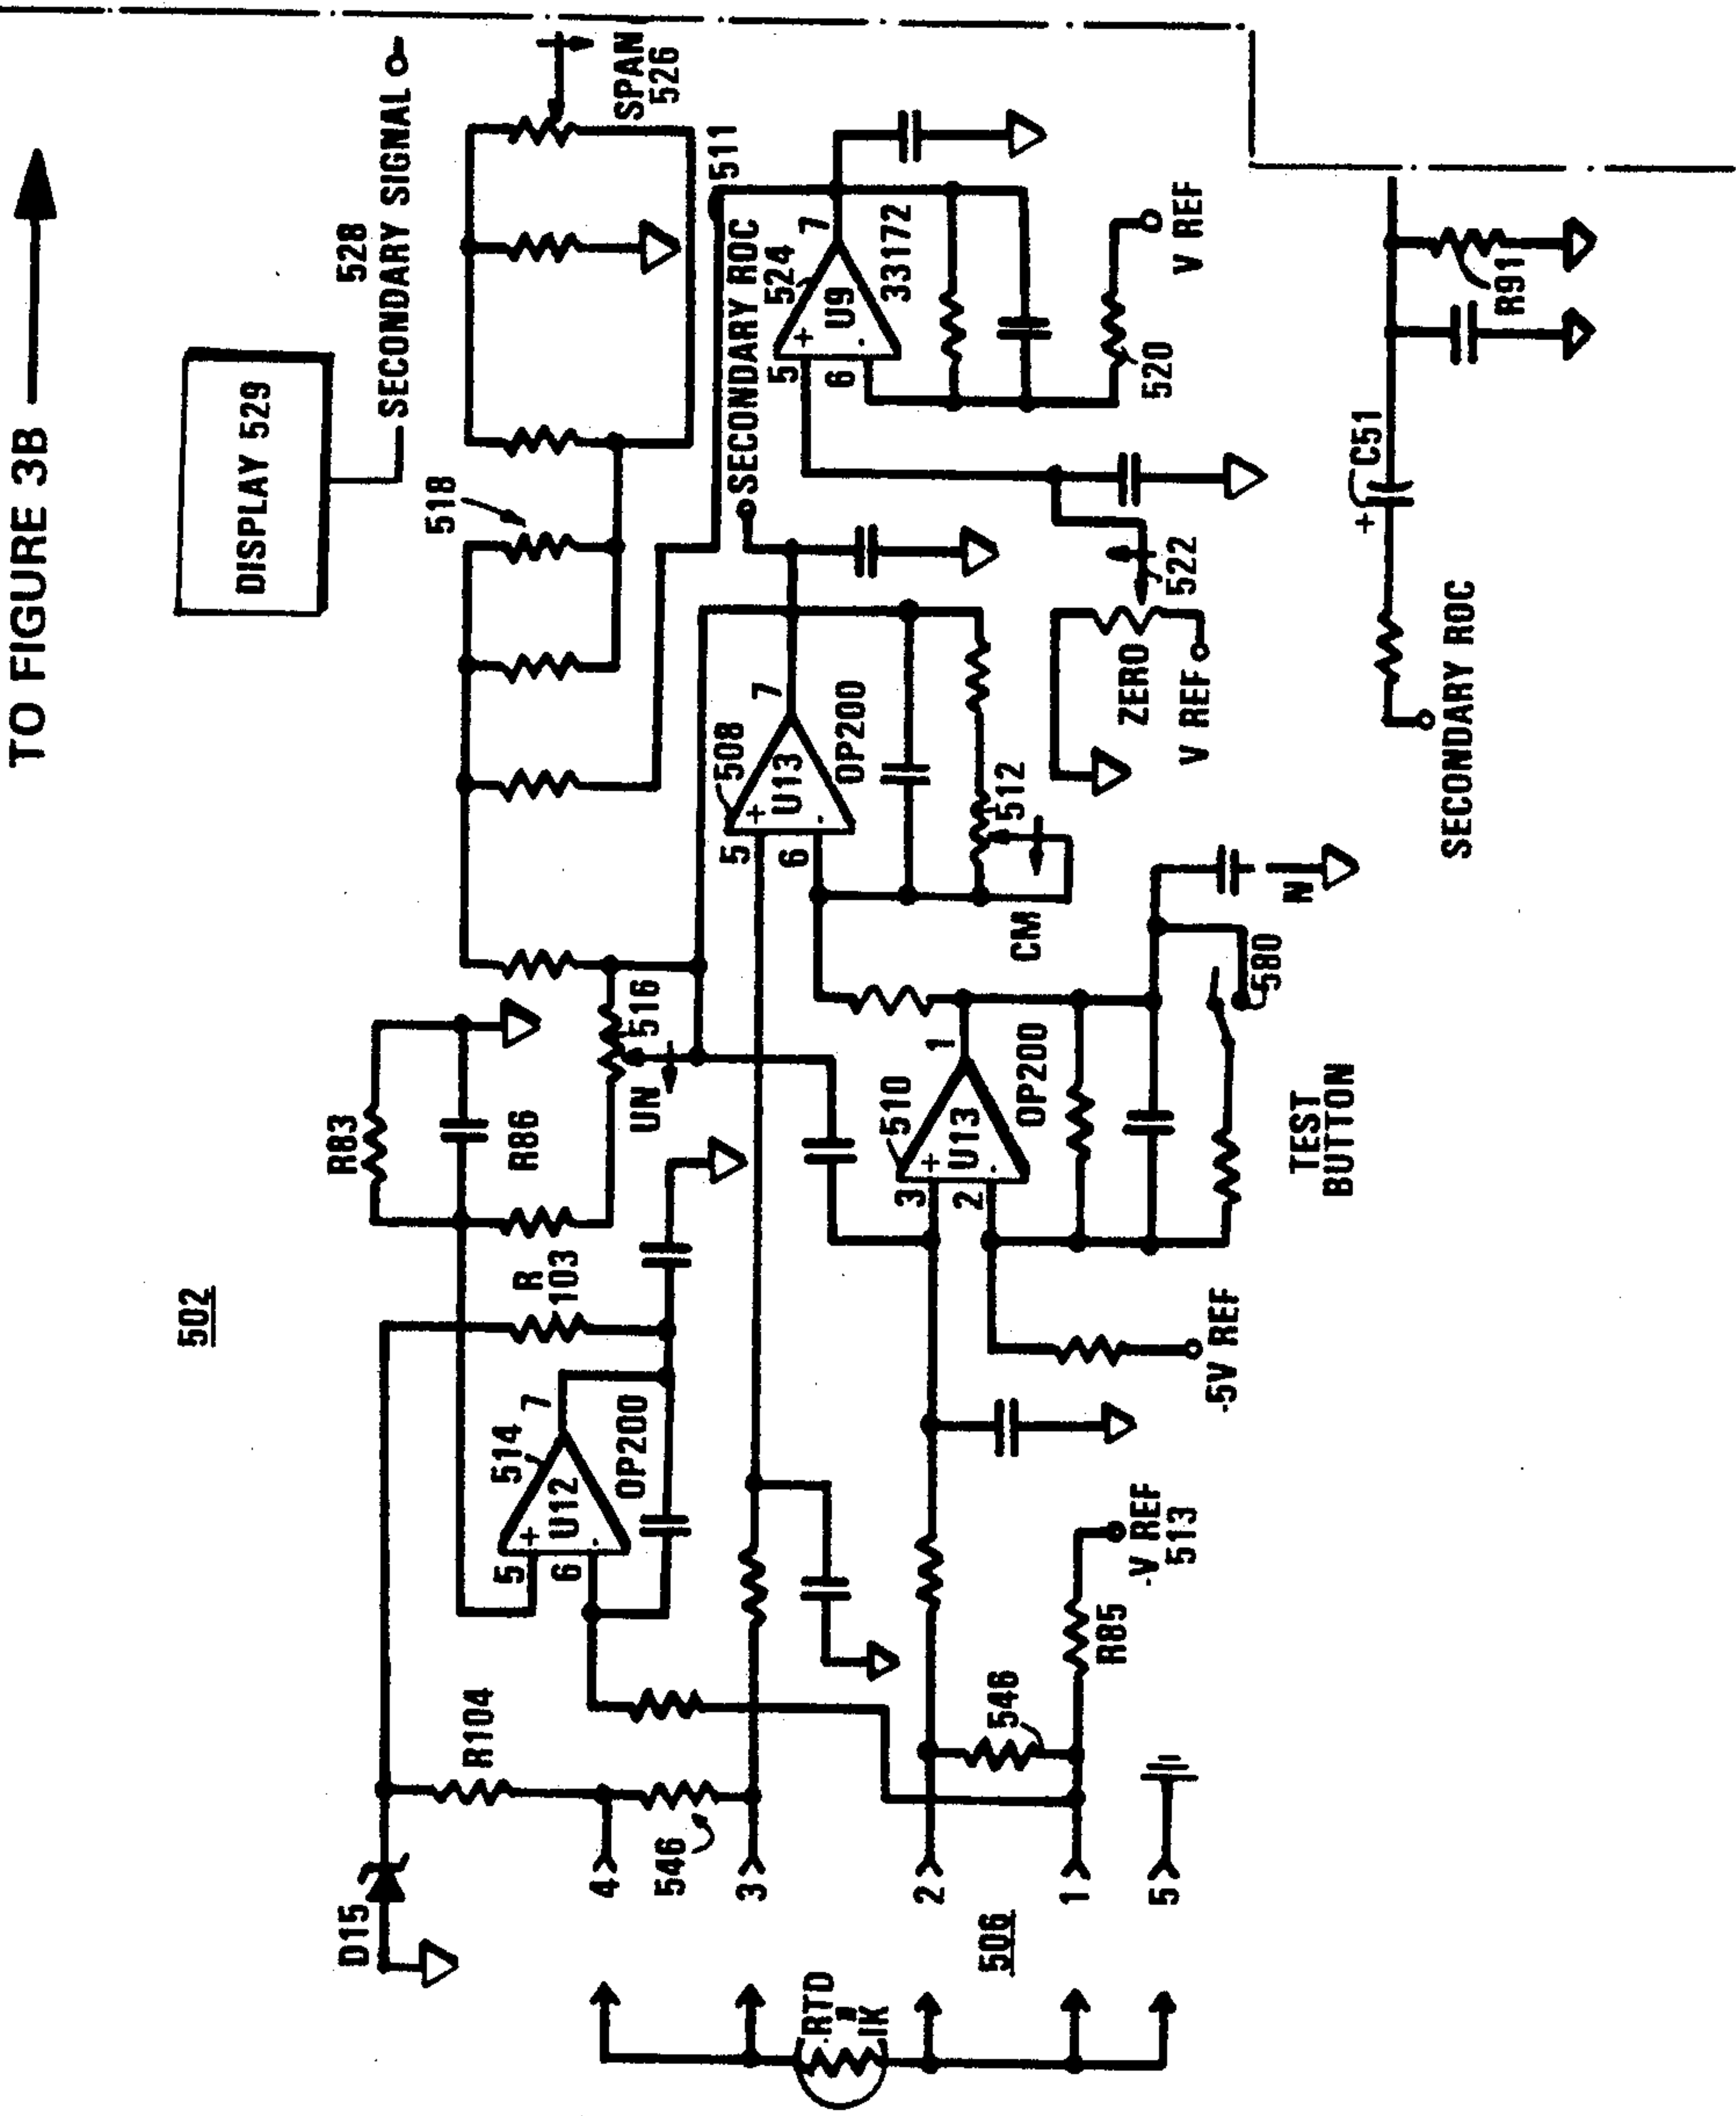 TO FIGURE 3B
DISPLAY 529
528
SECONDARY SIGNAL
SPAN
526
518
511
SECONDARY ROC
524
5
+
U9
6
-
7
33172
520
V REF
508
5
+
U13
6
-
7
OP200
512
CM
522
ZERO
V REF
C51
+
R91
SECONDARY ROC
502
R83
R86
516
UN
R
103
514
5
+
U12
6
-
7
OP200
510
3
+
U13
2
-
1
OP200
N
580
TEST
BUTTON
-5V REF
R104
D15
4
546
3
2
546
1
R85
-V REF
513
5
506
RTD
=
1K